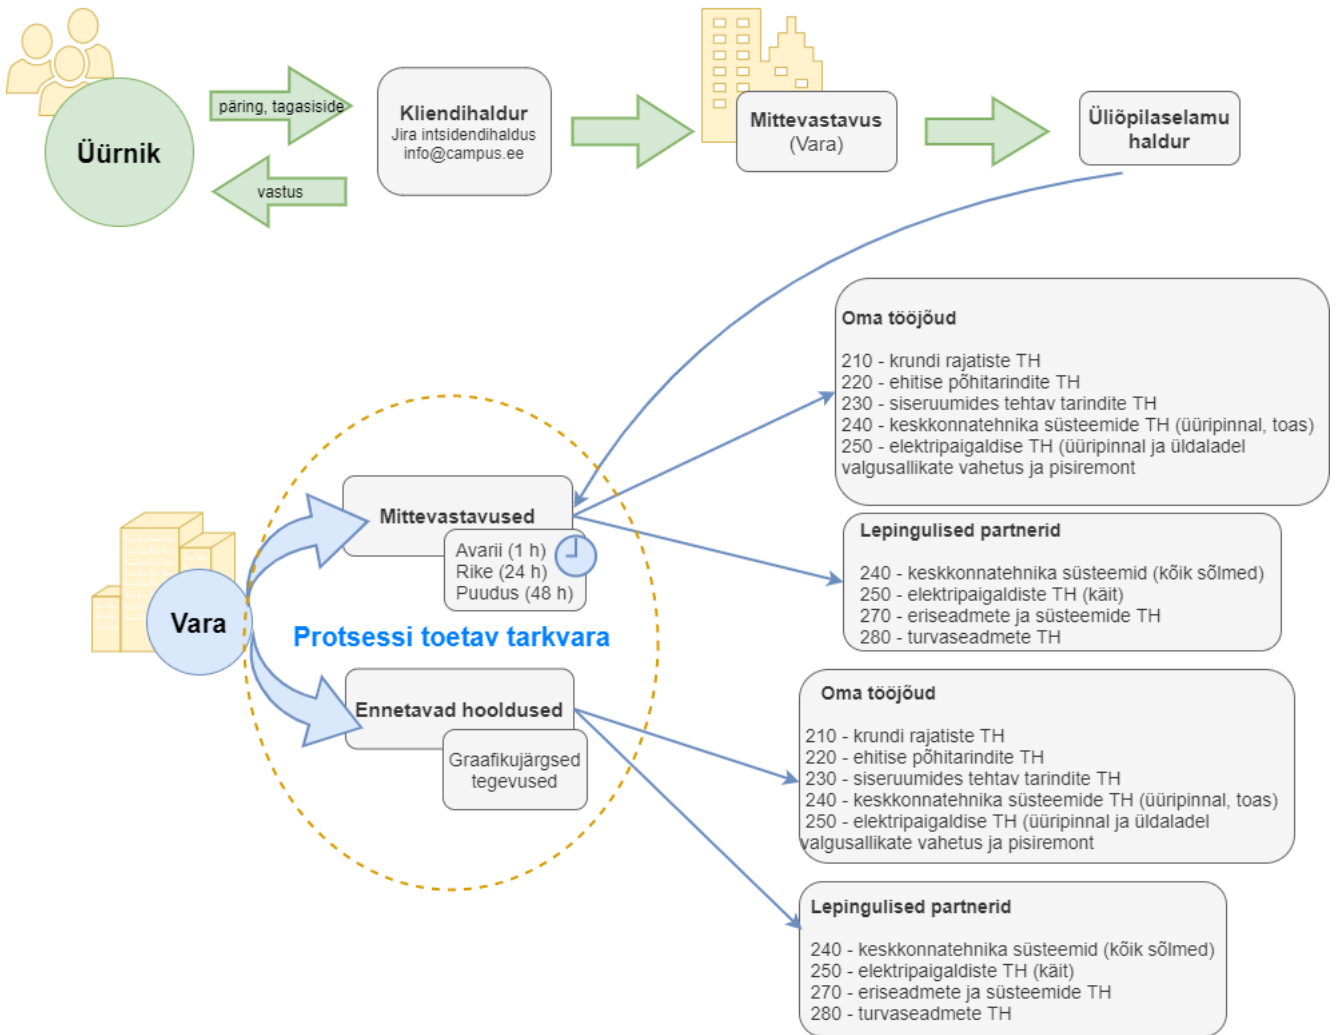 Üürnik
päring, tagasiside
vastus
Kliendihaldur
Jira intsidendihaldus
info@campus.ee
Mittevastavus
(Vara)
Üliõpilaselamu
haldur
Oma tööjõud
210 - krundi rajatiste TH
220 - ehitise põhitarindite TH
230 - siseruumides tehtav tarindite TH
240 - keskkonnatehnika süsteemide TH (üüripinnal, toas)
250 - elektripaigaldise TH (üüripinnal ja üldaladel
valgusallikate vahetus ja pisiremont
Mittevastavused
Avarii (1 h)
Rike (24 h)
Puudus (48 h)
Lepingulised partnerid
240 - keskkonnatehnika süsteemid (kõik sõlmed)
250 - elektripaigaldiste TH (käit)
270 - eriseadmete ja süsteemide TH
280 - turvaseadmete TH
Vara
Protsessi toetav tarkvara
Ennetavad hooldused
Graafikujärgsed
tegevused
Oma tööjõud
210 - krundi rajatiste TH
220 - ehitise põhitarindite TH
230 - siseruumides tehtav tarindite TH
240 - keskkonnatehnika süsteemide TH (üüripinnal, toas)
250 - elektripaigaldise TH (üüripinnal ja üldaladel
valgusallikate vahetus ja pisiremont
Lepingulised partnerid
240 - keskkonnatehnika süsteemid (kõik sõlmed)
250 - elektripaigaldiste TH (käit)
270 - eriseadmete ja süsteemide TH
280 - turvaseadmete TH